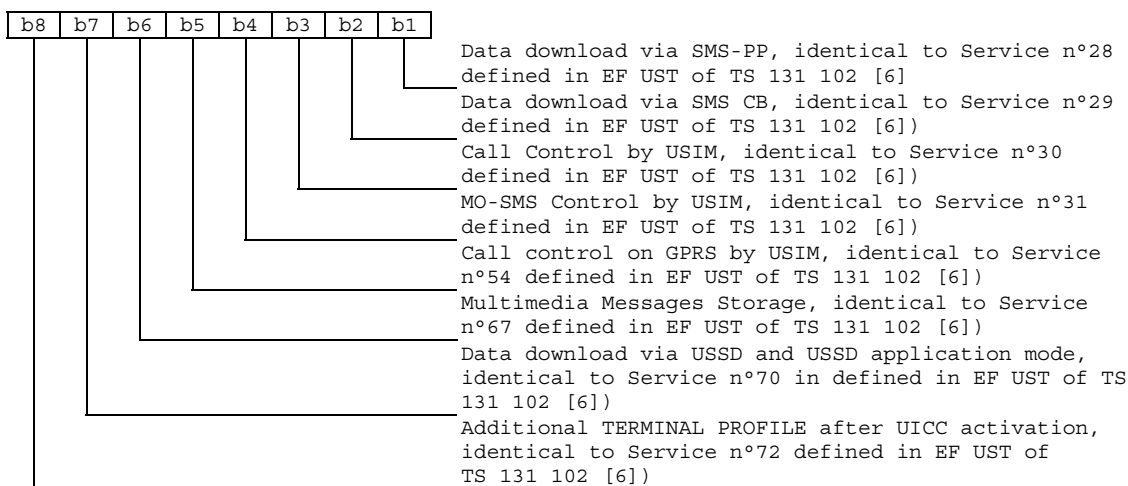 b8 b7 b6 b5 b4 b3 b2 b1
Data download via SMS-PP, identical to Service n°28
defined in EF UST of TS 131 102 [6]
Data download via SMS CB, identical to Service n°29
defined in EF UST of TS 131 102 [6])
Call Control by USIM, identical to Service n°30
defined in EF UST of TS 131 102 [6])
MO-SMS Control by USIM, identical to Service n°31
defined in EF UST of TS 131 102 [6])
Call control on GPRS by USIM, identical to Service
n°54 defined in EF UST of TS 131 102 [6])
Multimedia Messages Storage, identical to Service
n°67 defined in EF UST of TS 131 102 [6])
Data download via USSD and USSD application mode,
identical to Service n°70 in defined in EF UST of TS
131 102 [6])
Additional TERMINAL PROFILE after UICC activation,
identical to Service n°72 defined in EF UST of
TS 131 102 [6])